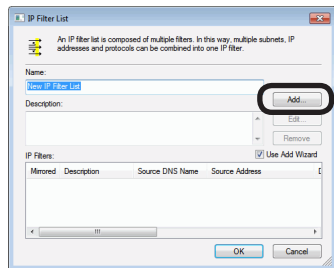 IP Filter List
An IP filter list is composed of multiple filters. In this way, multiple subnets, IP
addresses and protocols can be combined into one IP filter.
Name:
New IP Filter List
Add...
Description:
Edit...
Remove
IP Filters:
Use Add Wizard
Mirrored Description Source DNS Name Source Address D
OK Cancel